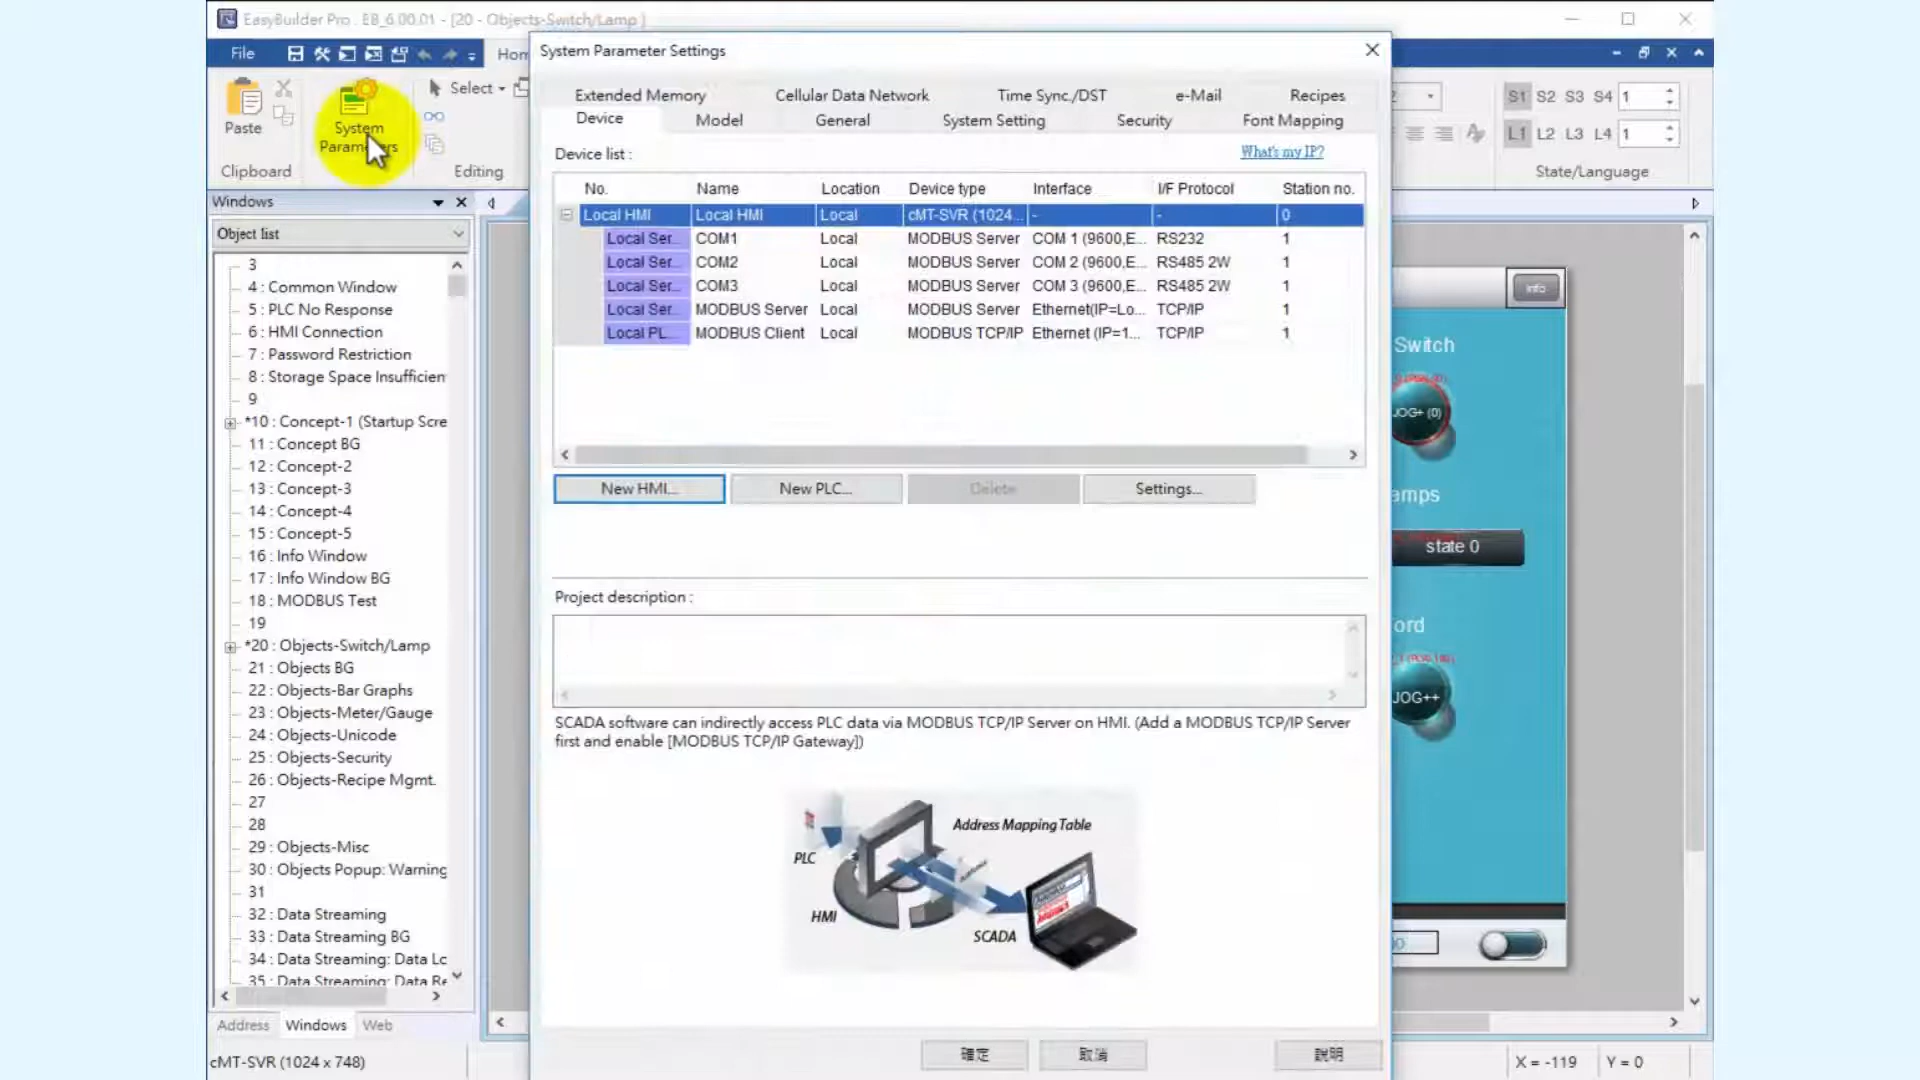 EasyBuilder Pro : EB_6.00.01 - [20 - Objects-Switch/Lamp ]
File
Paste
Clipboard
System
Parameters
Select
Editing
S1 S2 S3 S4 1
L1 L2 L3 L4 1
State/Language
Windows
Object list
3
4 : Common Window
5 : PLC No Response
6 : HMI Connection
7 : Password Restriction
8 : Storage Space Insufficien
9
*10 : Concept-1 (Startup Scre
11 : Concept BG
12 : Concept-2
13 : Concept-3
14 : Concept-4
15 : Concept-5
16 : Info Window
17 : Info Window BG
18 : MODBUS Test
19
*20 : Objects-Switch/Lamp
21 : Objects BG
22 : Objects-Bar Graphs
23 : Objects-Meter/Gauge
24 : Objects-Unicode
25 : Objects-Security
26 : Objects-Recipe Mgmt.
27
28
29 : Objects-Misc
30 : Objects Popup: Warning
31
32 : Data Streaming
33 : Data Streaming BG
34 : Data Streaming: Data Lc
35 : Data Streaming: Data Re
Address Windows Web
cMT-SVR (1024 x 748)
System Parameter Settings
Extended Memory Cellular Data Network Time Sync./DST e-Mail Recipes
Device Model General System Setting Security Font Mapping
Device list :
What's my IP?
No. Name Location Device type Interface I/F Protocol Station no.
Local HMI Local HMI Local cMT-SVR (1024... - - 0
Local Ser... COM1 Local MODBUS Server COM 1 (9600,E... RS232 1
Local Ser... COM2 Local MODBUS Server COM 2 (9600,E... RS485 2W 1
Local Ser... COM3 Local MODBUS Server COM 3 (9600,E... RS485 2W 1
Local Ser... MODBUS Server Local MODBUS Server Ethernet(IP=Lo... TCP/IP 1
Local PL... MODBUS Client Local MODBUS TCP/IP Ethernet (IP=1... TCP/IP 1
New HMI... New PLC... Delete Settings...
Project description :
SCADA software can indirectly access PLC data via MODBUS TCP/IP Server on HMI. (Add a MODBUS TCP/IP Server
first and enable [MODBUS TCP/IP Gateway])
Address Mapping Table
PLC
HMI
SCADA
確定 取消 說明
Info
Switch
JOG+ (0)
amps
state 0
ord
JOG++
X = -119 Y = 0